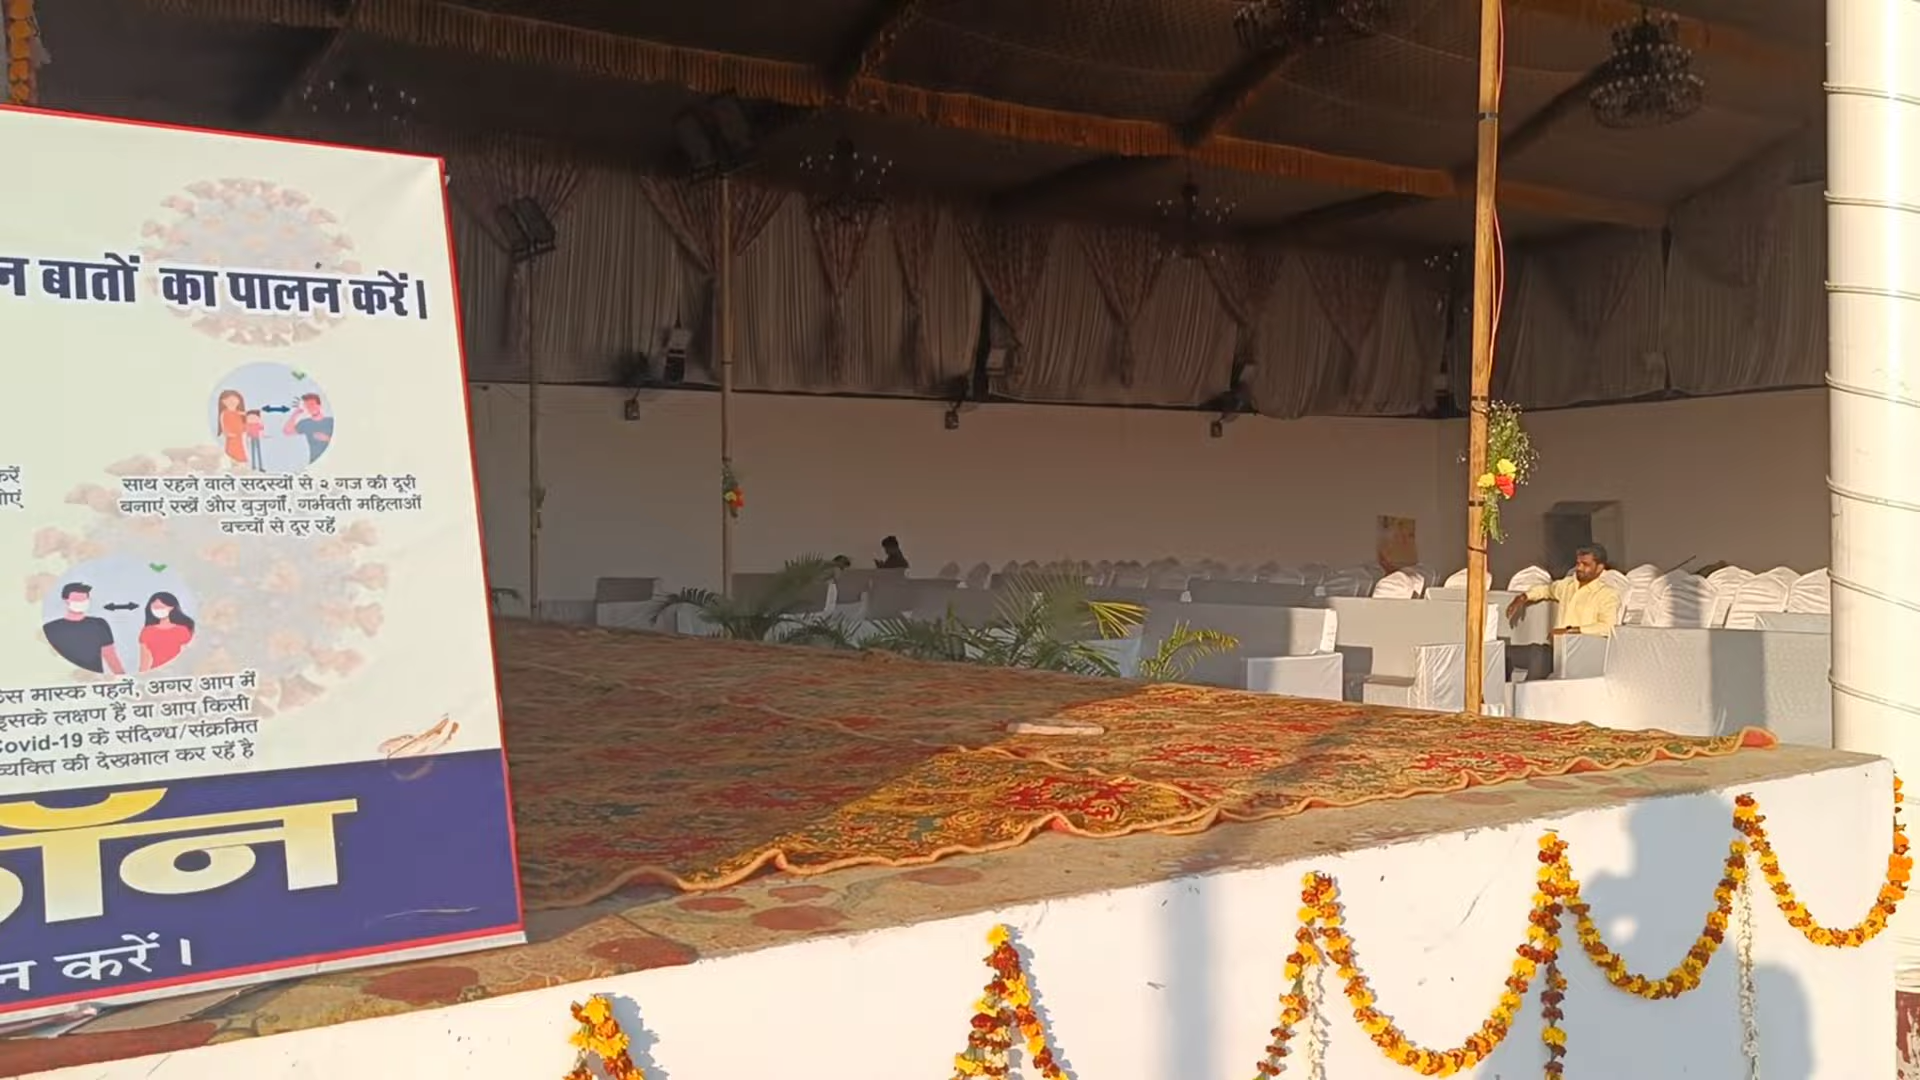 न बातों का पालन करें।
करें
साथ रहने वाले सदस्यों से २ गज की दूरी
बनाएं रखें और बुजुर्गों, गर्भवती महिलाओं
बच्चों से दूर रहें
मास्क पहनें, अगर आप में
इसके लक्षण हैं या आप किसी
Covid-19 के संदिग्ध/संक्रमित
व्यक्ति की देखभाल कर रहें है
न करें।